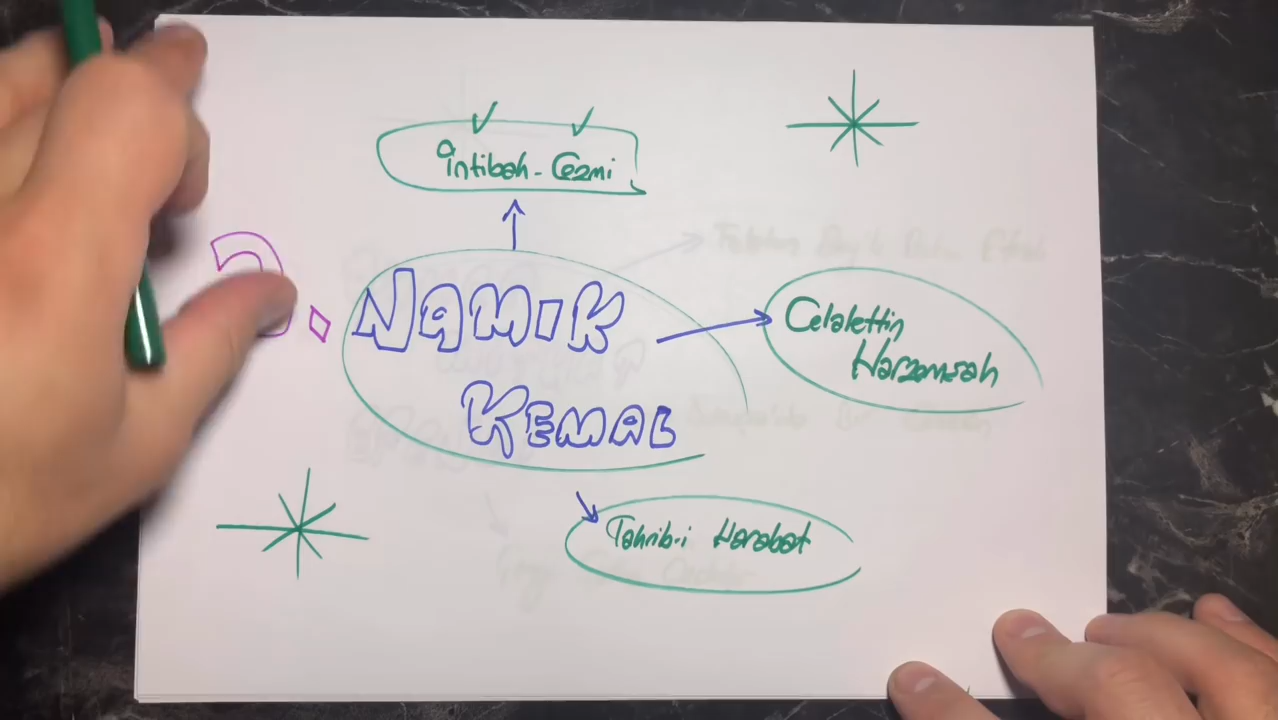 İntibah - Cezmi
NAMIK
KEMAL
Celalettin
Harzemşah
Tahrib-i Harabat